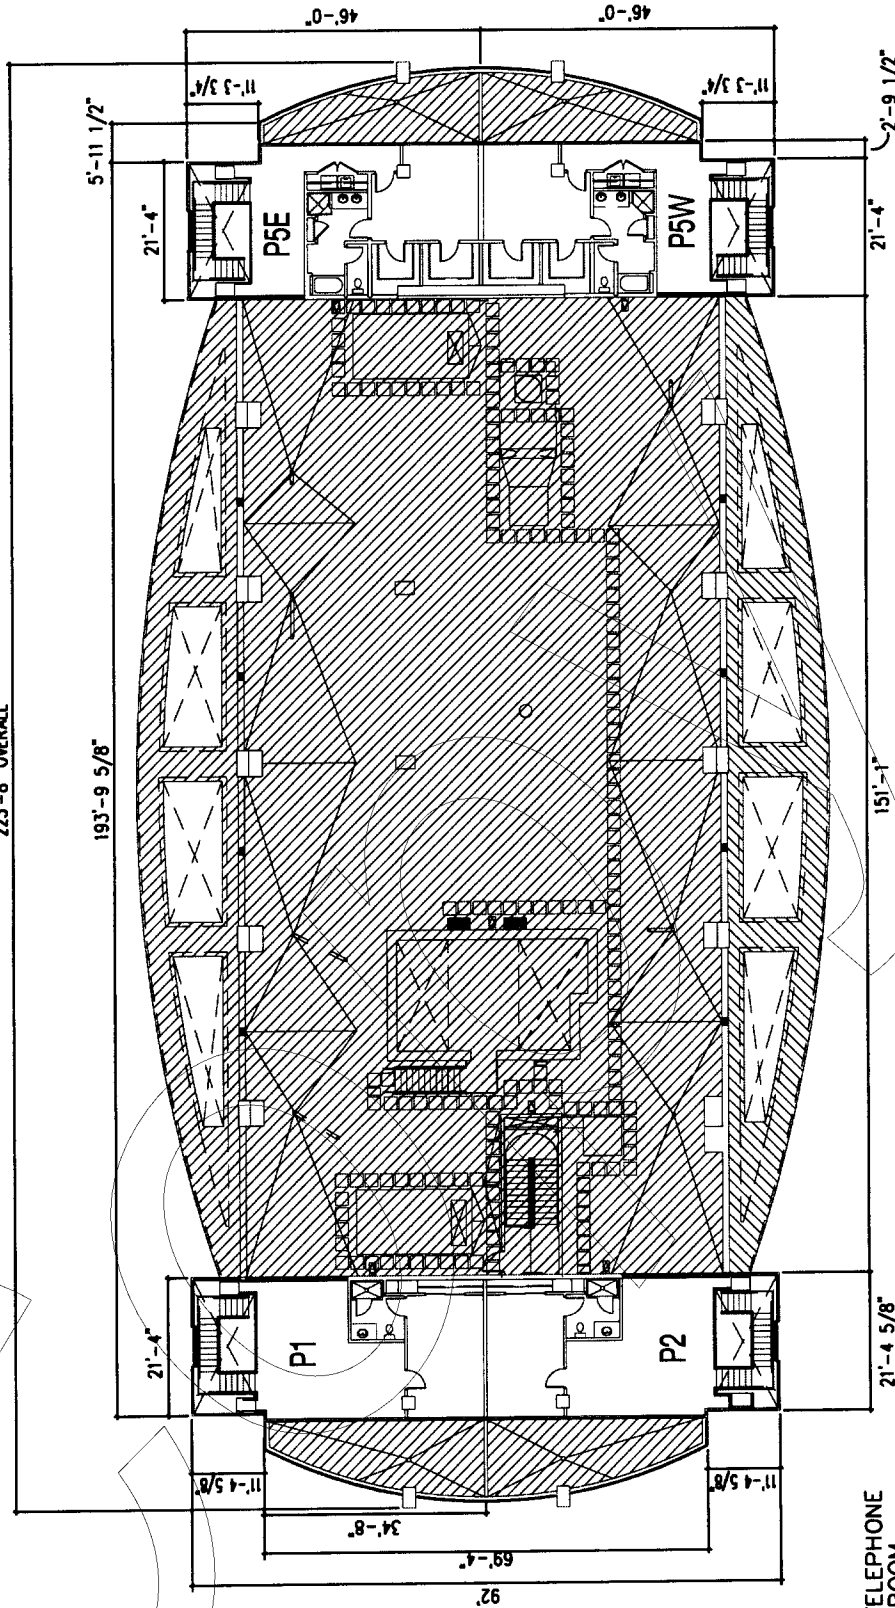 46'-0"
46'-0"
11'-3 3/4"
11'-3 3/4"
2'-9 1/2"
5'-11 1/2"
21'-4"
21'-4"
P5E
P5W
223'-8" OVERALL
193'-9 5/8"
151'-1"
21'-4"
21'-4 5/8"
P1
P2
11'-4 5/8"
11'-4 5/8"
34'-8"
69'-4"
92'
TELEPHONE
ROOM